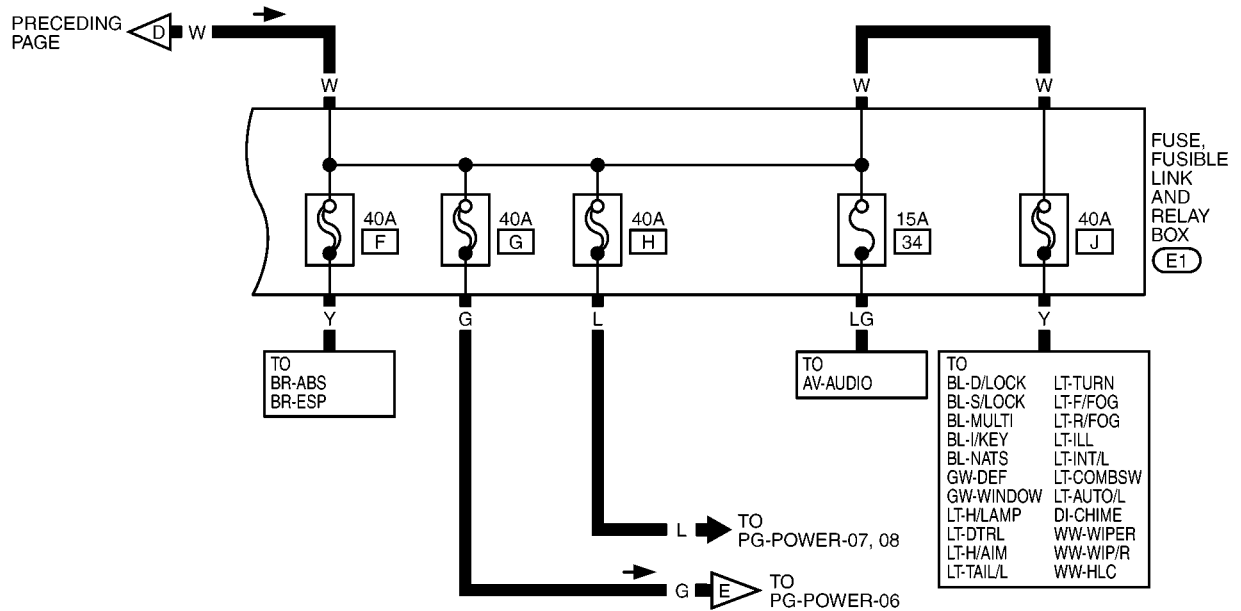 PRECEDING
PAGE
D W
W
W W
FUSE,
FUSIBLE
LINK
AND
RELAY
BOX
E1
40A
F
40A
G
40A
H
15A
34
40A
J
Y G L LG Y
TO
BR-ABS
BR-ESP
TO
AV-AUDIO
TO
BL-D/LOCK LT-TURN
BL-S/LOCK LT-F/FOG
BL-MULTI LT-R/FOG
BL-I/KEY LT-ILL
BL-NATS LT-INT/L
GW-DEF LT-COMBSW
GW-WINDOW LT-AUTO/L
LT-H/LAMP DI-CHIME
LT-DTRL WW-WIPER
LT-H/AIM WW-WIP/R
LT-TAIL/L WW-HLC
L TO
PG-POWER-07, 08
G E TO
PG-POWER-06